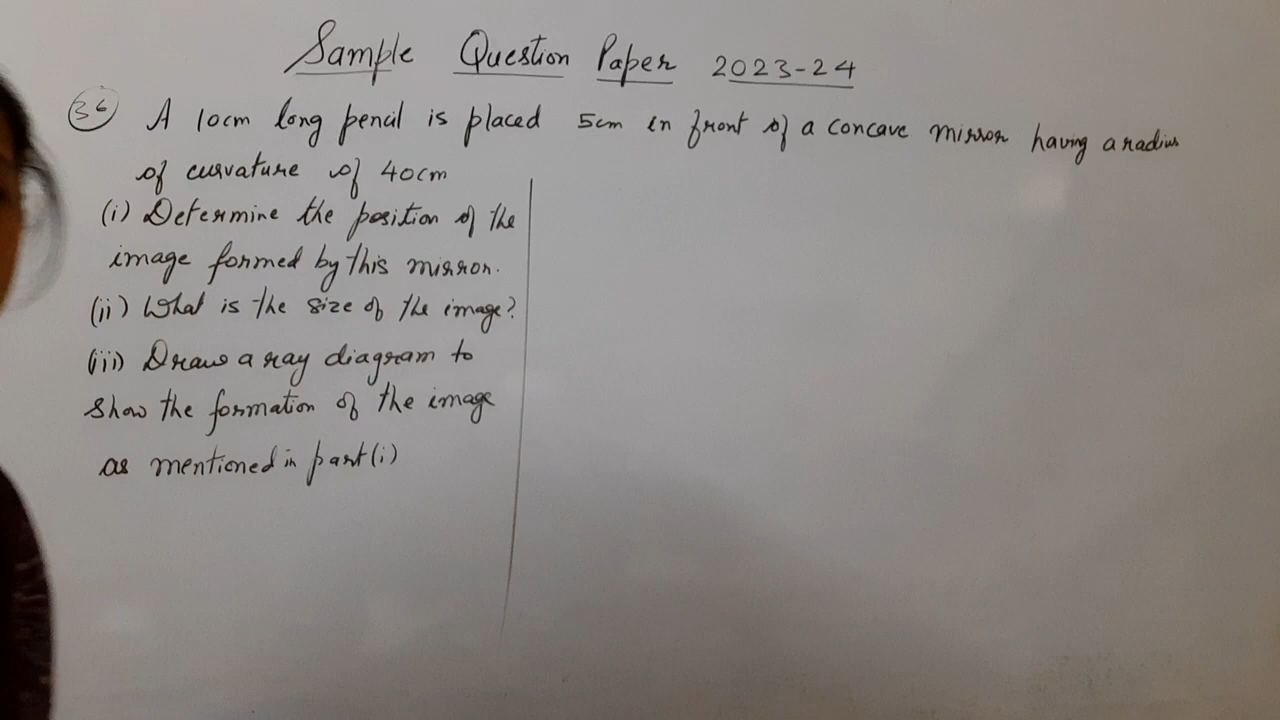 Sample Question Paper 2023-24
36 A 10cm long pencil is placed 5cm in front of a concave mirror having a radius
of curvature of 40cm
(i) Determine the position of the
image formed by this mirror.
(ii) What is the size of the image?
(iii) Draw a ray diagram to
show the formation of the image
as mentioned in part (i)